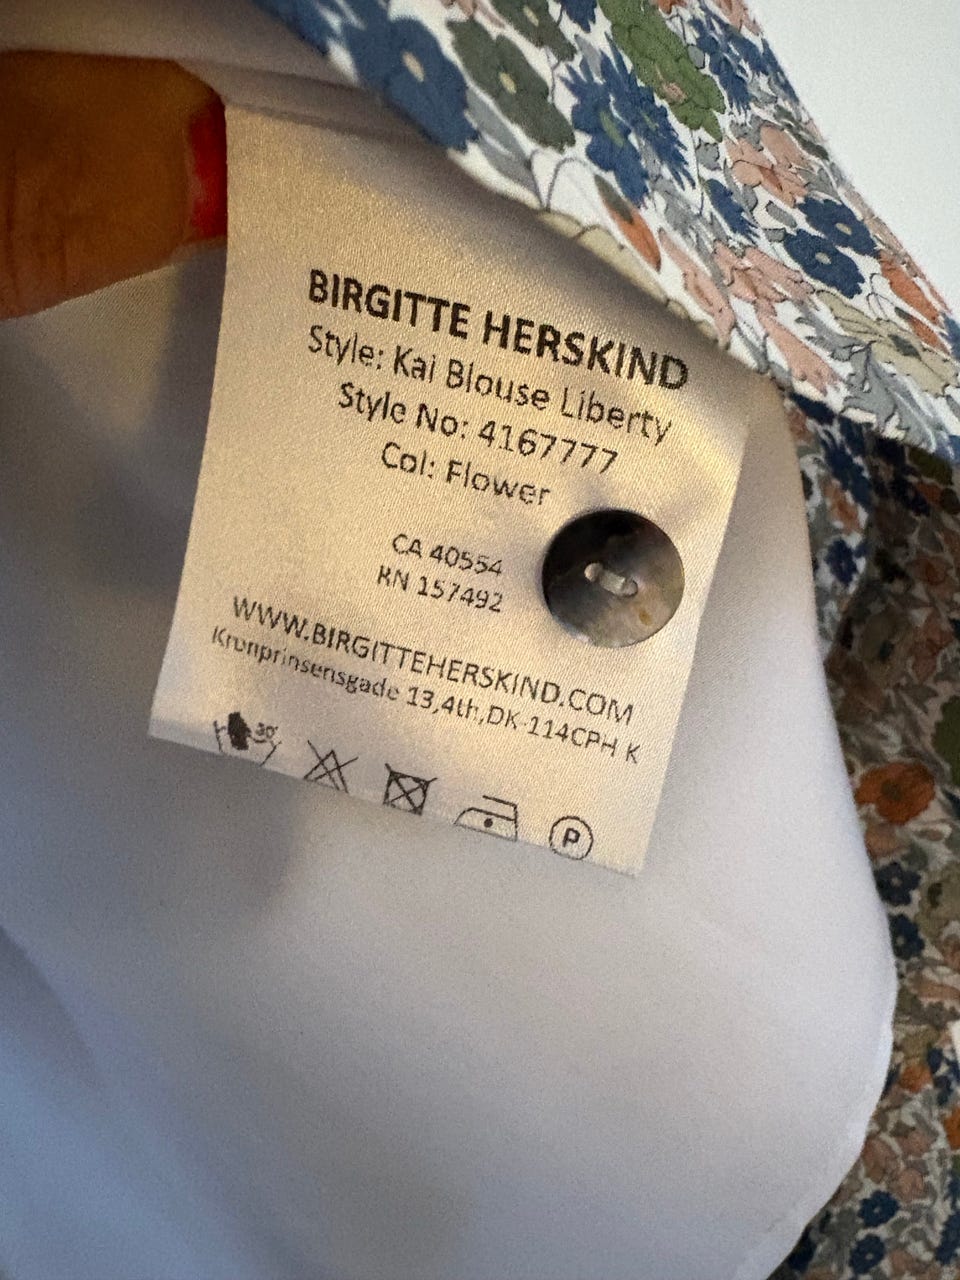 BIRGITTE HERSKIND
Style: Kai Blouse Liberty
Style No: 4167777
Col: Flower
CA 40554
RN 157492
WWW.BIRGITTEHERSKIND.COM
Kronprinsensgade 13,4th,DK-114CPH K
30°
P